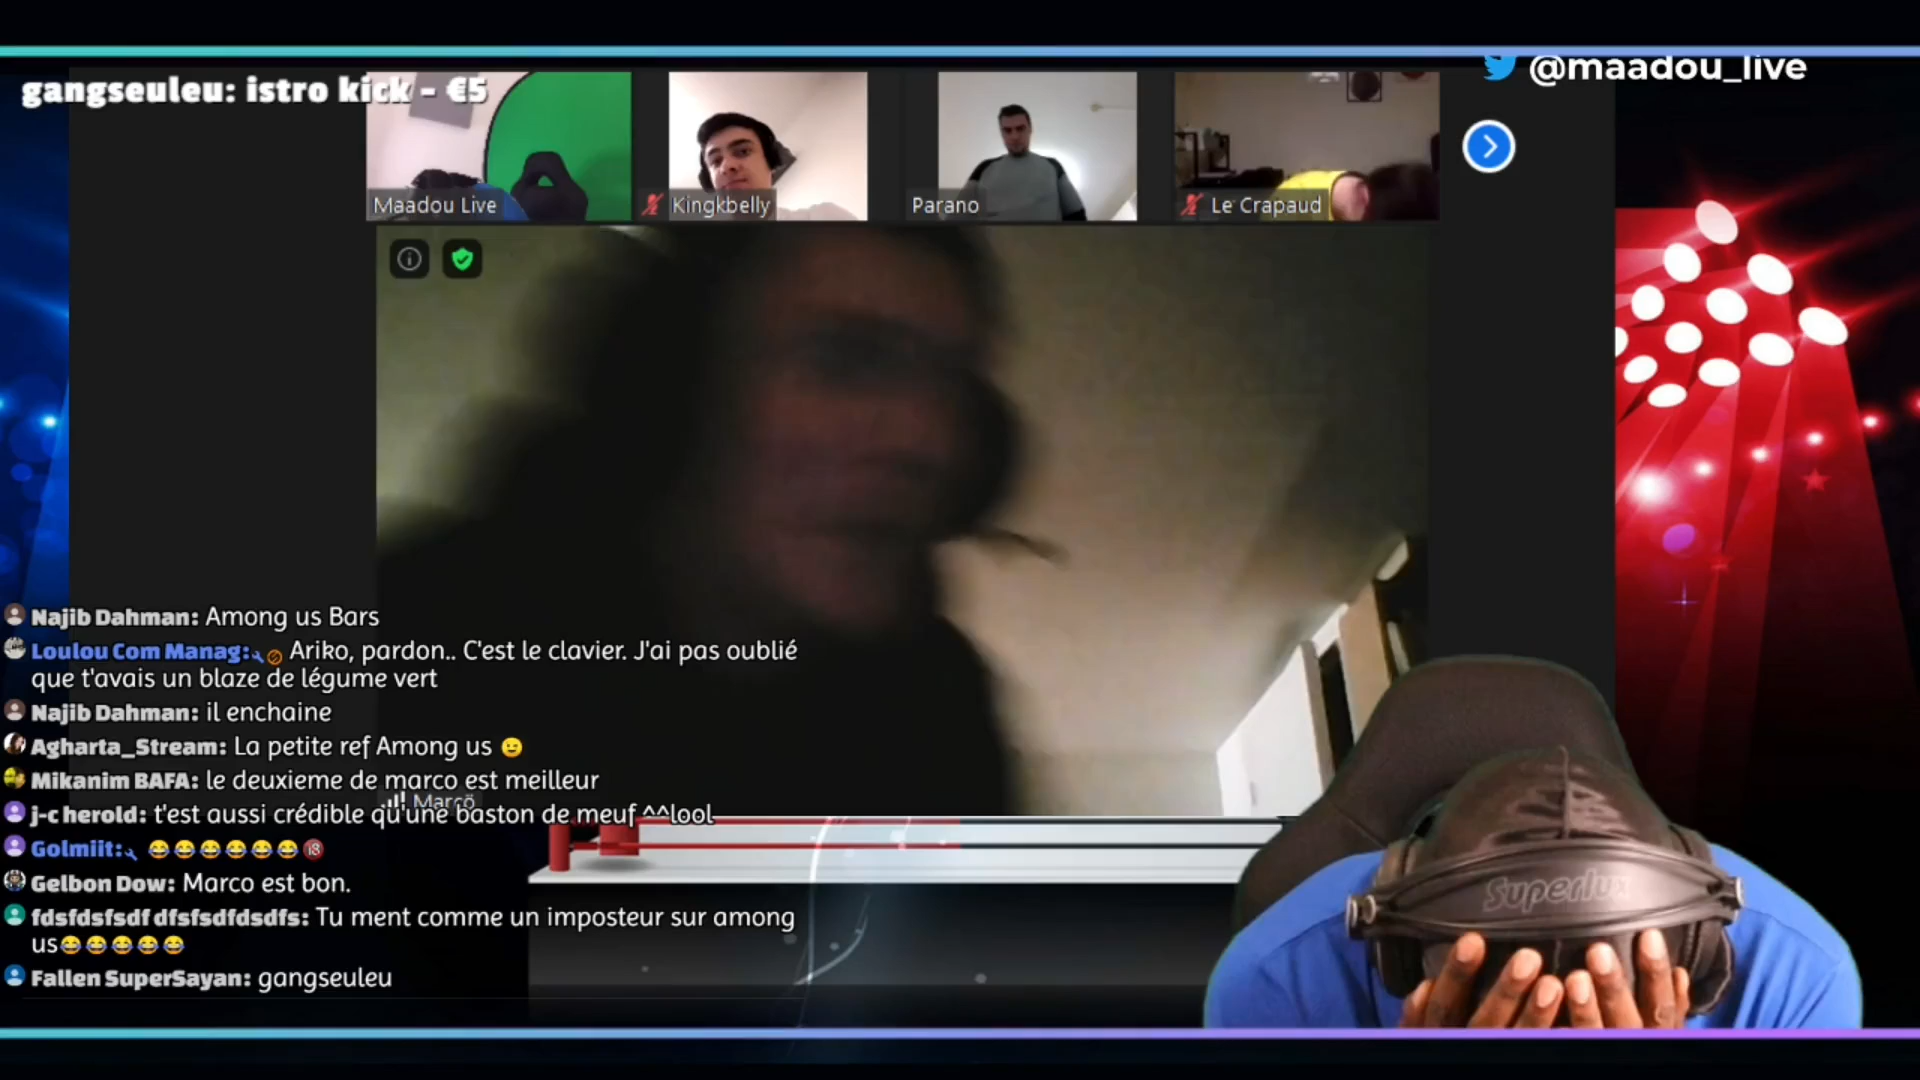 gangseuleu: istro kick - €5
@maadou_live
Maadou Live
Kingkbelly
Parano
Le Crapaud
Najib Dahman: Among us Bars
Loulou Com Manag: Ariko, pardon.. C'est le clavier. J'ai pas oublié
que t'avais un blaze de légume vert
Najib Dahman: il enchaine
Agharta_Stream: La petite ref Among us 😉
Mikanim BAFA: le deuxieme de marco est meilleur
Marcö
j-c herold: t'est aussi crédible qu'une baston de meuf ^^lool
Golmiit: 😂😂😂😂😂😂🔞
Gelbon Dow: Marco est bon.
fdsfdsfsdf dfsfsdfdsdfs: Tu ment comme un imposteur sur among
us😂😂😂😂😂
Fallen SuperSayan: gangseuleu
Superlux